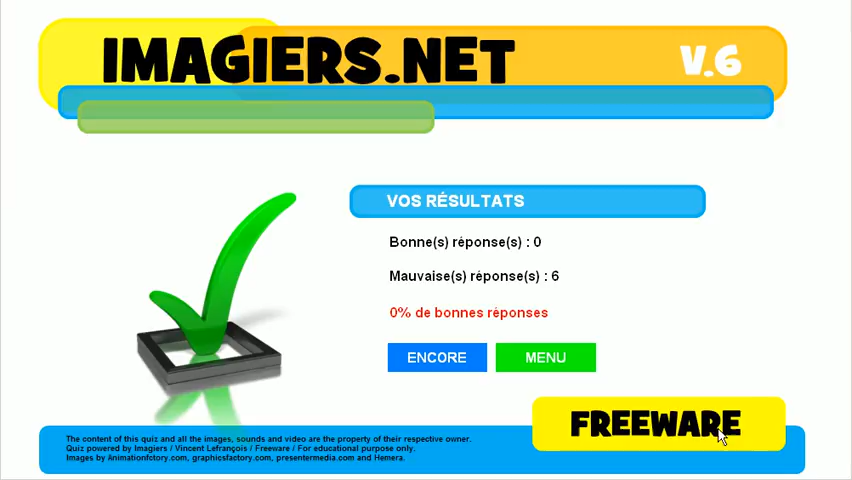 IMAGIERS.NET
V.6
VOS RÉSULTATS
Bonne(s) réponse(s) : 0
Mauvaise(s) réponse(s) : 6
0% de bonnes réponses
ENCORE
MENU
FREEWARE
The content of this quiz and all the images, sounds and video are the property of their respective owner.
Quiz powered by Imagiers / Vincent Lefrançois / Freeware / For educational purpose only.
Images by Animationfctory.com, graphicsfactory.com, presentermedia.com and Hemera.